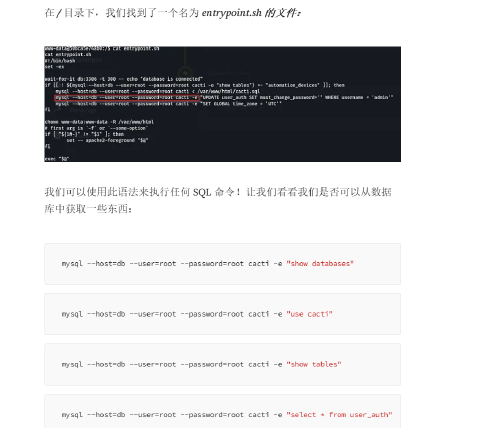 在 / 目录下，我们找到了一个名为 entrypoint.sh 的文件：
www-data@50bca5e748b0:/$ cat entrypoint.sh
cat entrypoint.sh
#!/bin/bash
set -ex
wait-for-it db:3306 -t 300 -- echo "database is connected"
if [[ ! $(mysql --host=db --user=root --password=root cacti -e "show tables") =~ "automation_devices" ]]; then
mysql --host=db --user=root --password=root cacti < /var/www/html/cacti.sql
mysql --host=db --user=root --password=root cacti -e "UPDATE user_auth SET must_change_password='' WHERE username = 'admin'"
mysql --host=db --user=root --password=root cacti -e "SET GLOBAL time_zone = 'UTC'"
fi
chown www-data:www-data -R /var/www/html
# first arg is `-f` or `--some-option`
if [ "${1#-}" != "$1" ]; then
set -- apache2-foreground "$@"
fi
exec "$@"
我们可以使用此语法来执行任何 SQL 命令！让我们看看我们是否可以从数据
库中获取一些东西：
mysql --host=db --user=root --password=root cacti -e "show databases"
mysql --host=db --user=root --password=root cacti -e "use cacti"
mysql --host=db --user=root --password=root cacti -e "show tables"
mysql --host=db --user=root --password=root cacti -e "select * from user_auth"